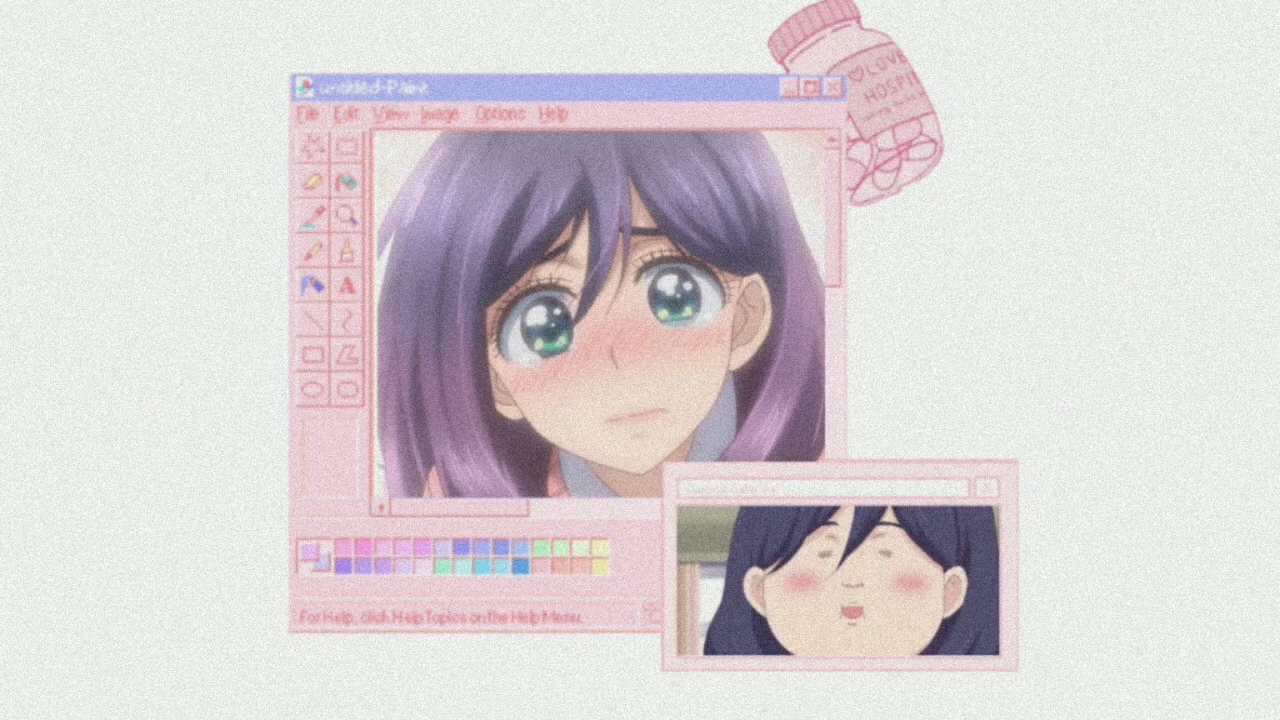 untitled-Paint
File Edit View Image Options Help
A
LOVE
HOSPI
For Help, click Help Topics on the Help Menu.